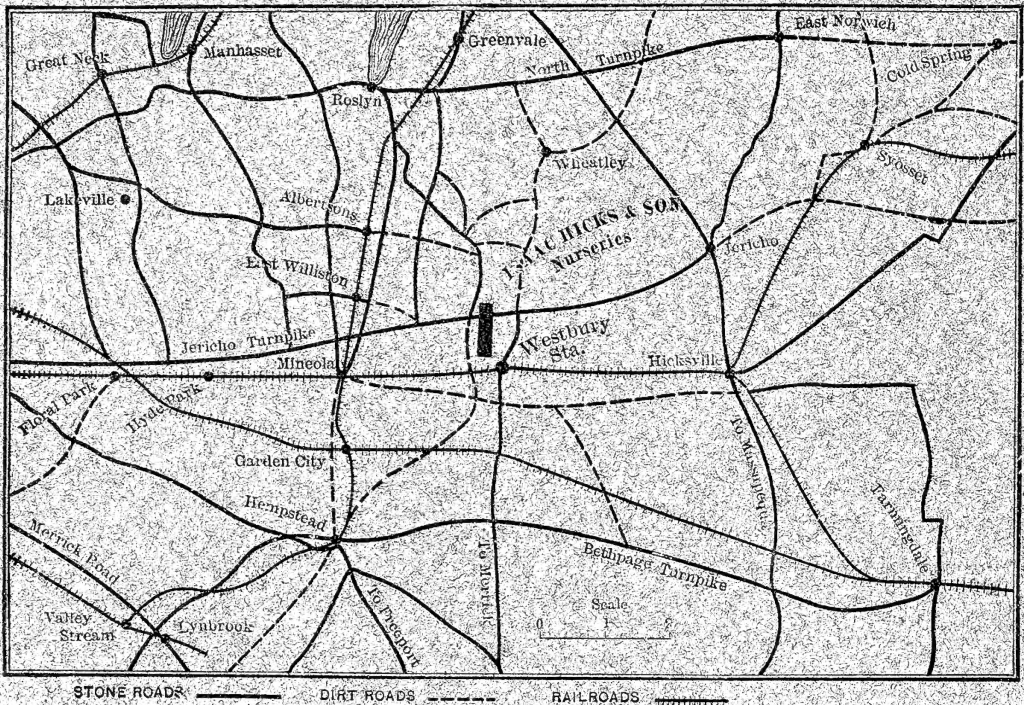 East Norwich
Great Neck
Manhasset
Greenvale
North Turnpike
Cold Spring
Roslyn
Wheatley
Syosset
Lakeville
Albertsons
ISAAC HICKS & SON
Nurseries
Jericho
East Williston
Jericho Turnpike
Westbury
Sta.
Mineola
Hicksville
Floral Park
Hyde Park
To Massapequa
Garden City
Farmingdale
Hempstead
Merrick Road
To Merrick
Bethpage Turnpike
To Freeport
Scale
0 1 2
Valley
Stream
Lynbrook
STONE ROADS DIRT ROADS RAILROADS